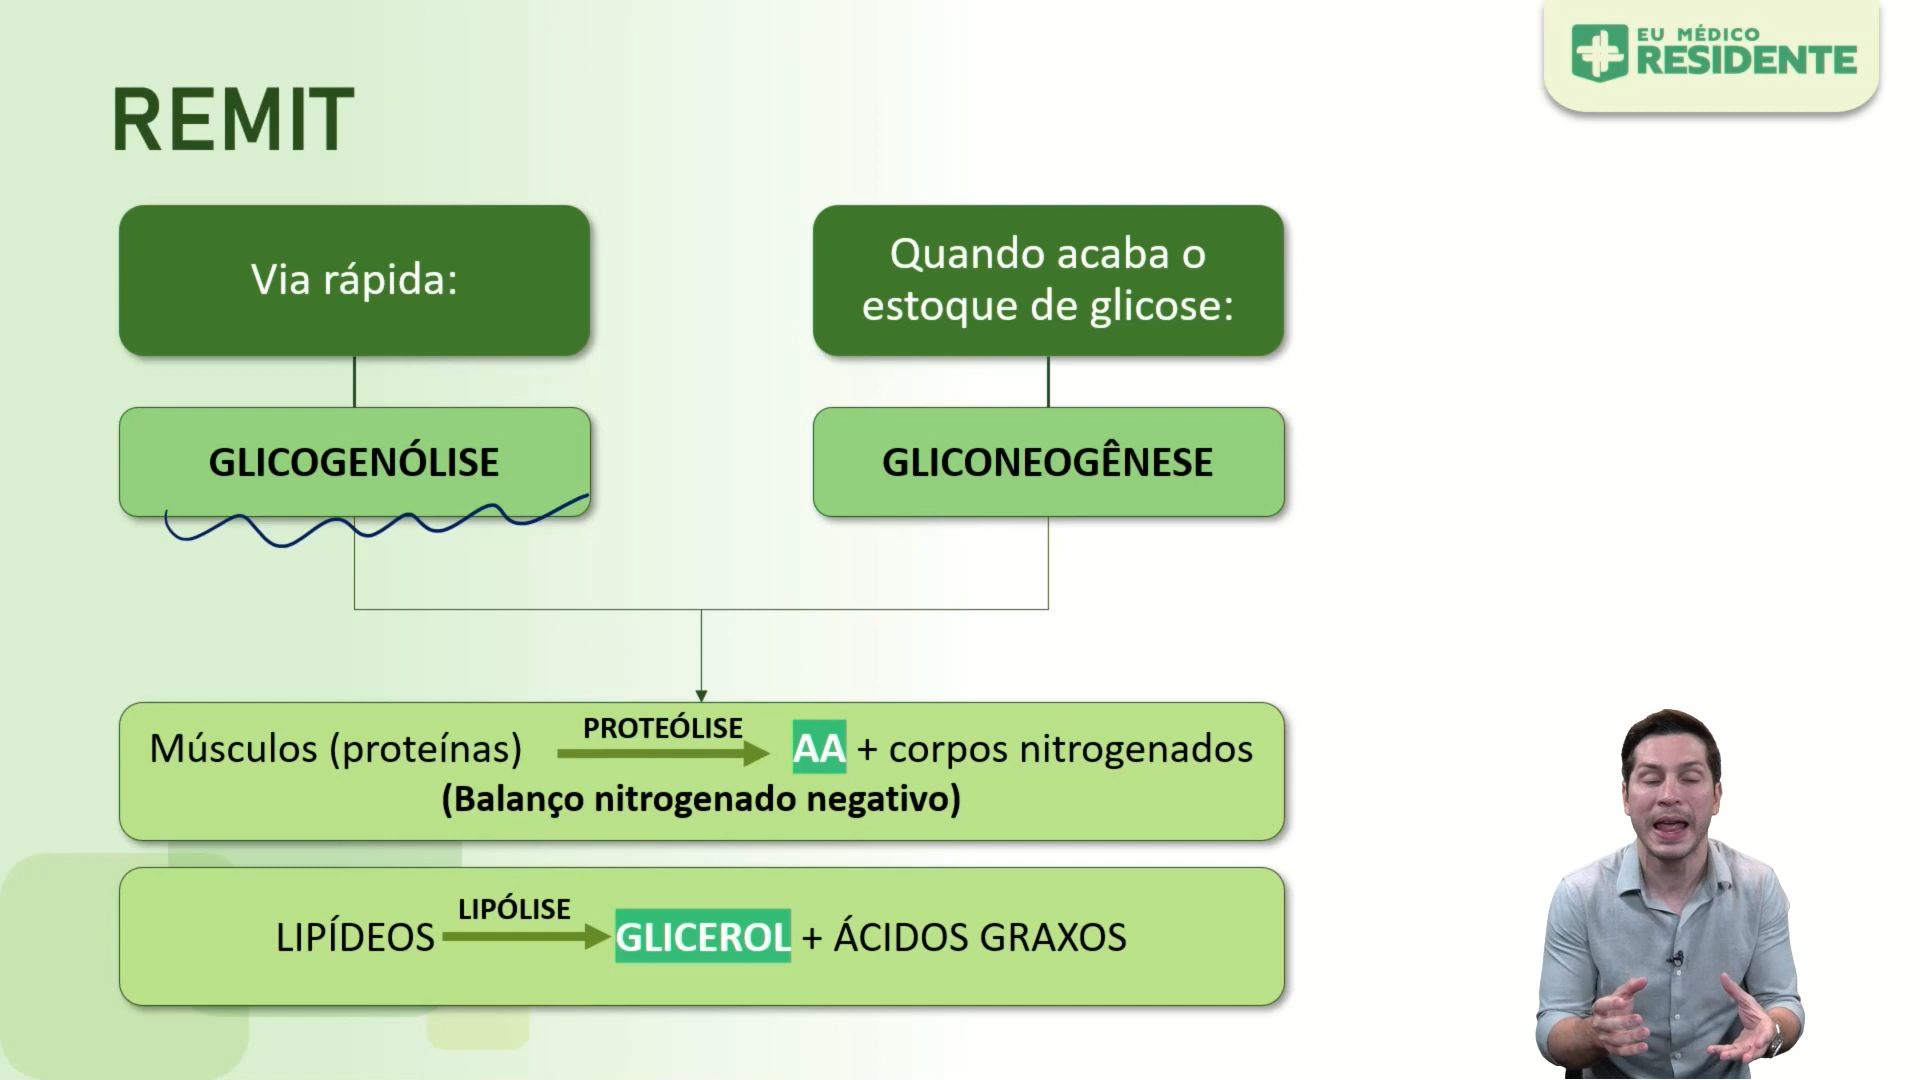 EU MÉDICO
RESIDENTE
REMIT
Via rápida:
Quando acaba o
estoque de glicose:
GLICOGENÓLISE
GLICONEOGÊNESE
PROTEÓLISE
Músculos (proteínas) AA + corpos nitrogenados
(Balanço nitrogenado negativo)
LIPÓLISE
LIPÍDEOS GLICEROL + ÁCIDOS GRAXOS